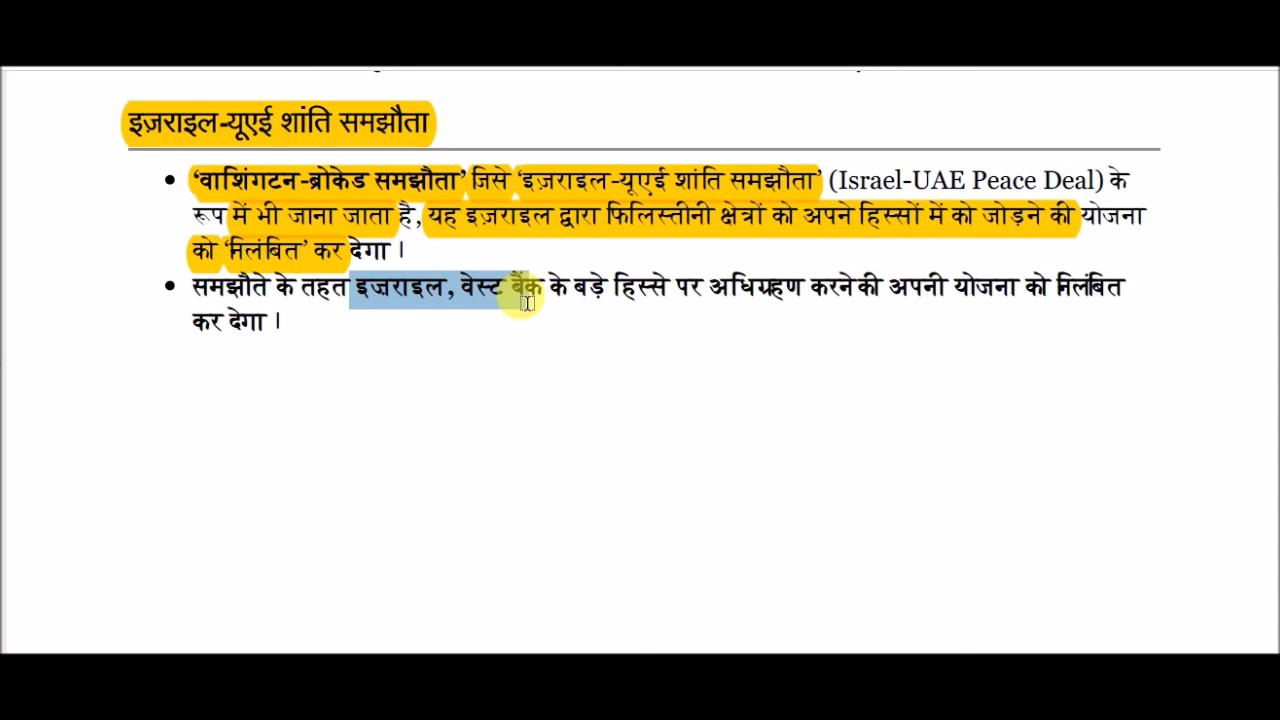 इज़राइल-यूएई शांति समझौता
‘वाशिंगटन-ब्रोकेड समझौता’ जिसे ‘इज़राइल-यूएई शांति समझौता’ (Israel-UAE Peace Deal) के
रूप में भी जाना जाता है, यह इज़राइल द्वारा फिलिस्तीनी क्षेत्रों को अपने हिस्सों में को जोड़ने की योजना
को ‘निलंबित’ कर देगा ।
समझौते के तहत इज़राइल, वेस्ट बैंक के बड़े हिस्से पर अधिग्रहण करने की अपनी योजना को निलंबित
कर देगा ।